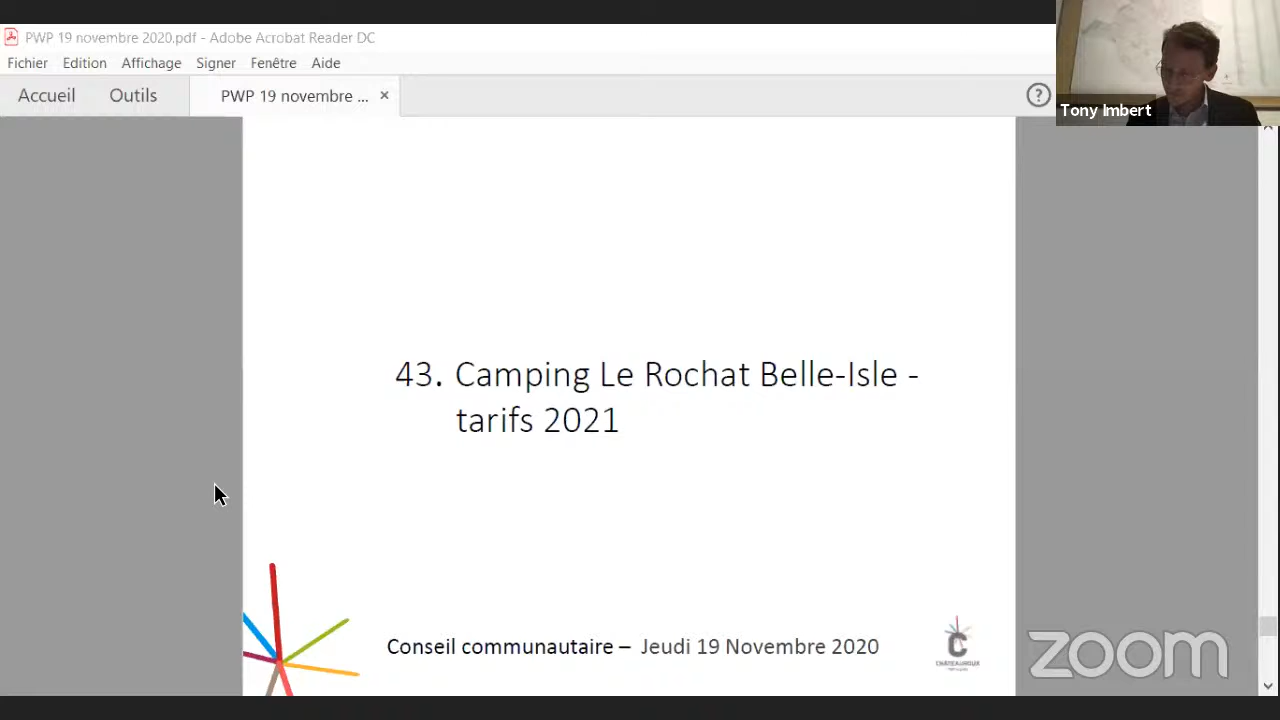 PWP 19 novembre 2020.pdf - Adobe Acrobat Reader DC
Fichier Edition Affichage Signer Fenêtre Aide
Accueil Outils PWP 19 novembre ... ×
?
Tony Imbert
43. Camping Le Rochat Belle-Isle -
tarifs 2021
Conseil communautaire – Jeudi 19 Novembre 2020
C
CHÂTEAUROUX
zoom